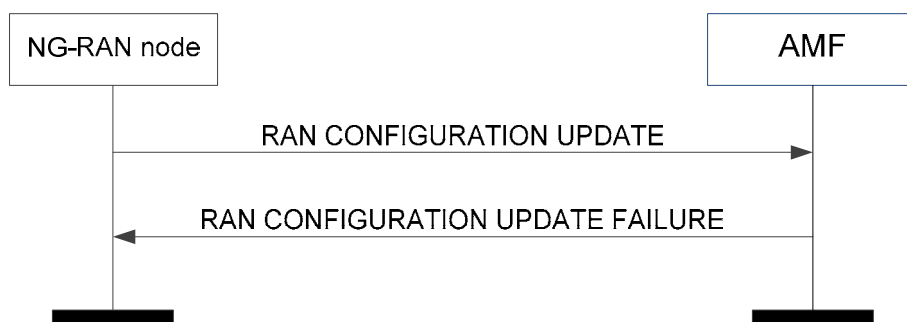 NG-RAN node
AMF
RAN CONFIGURATION UPDATE
RAN CONFIGURATION UPDATE FAILURE